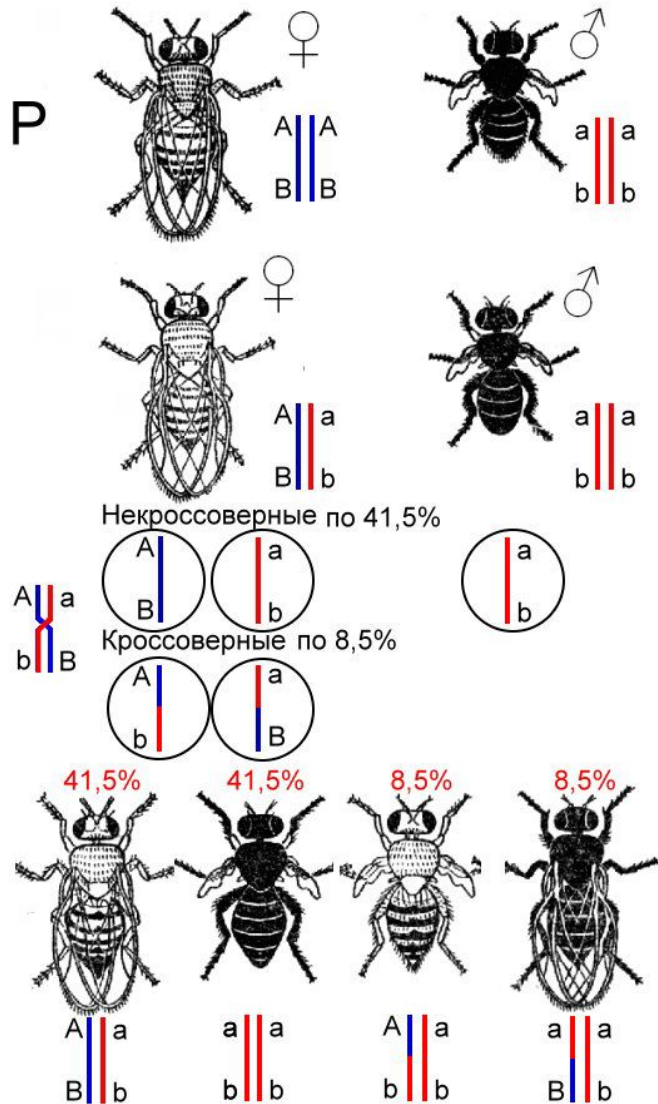 ♀ ♂
P
A A a a
B B b b
♀ ♂
A a a a
B b b b
Некроссоверные по 41,5%
A a a
B b b
A a
b B
Кроссоверные по 8,5%
A a
b B
41,5% 41,5% 8,5% 8,5%
A a a a A a a a
B b b b b b B b